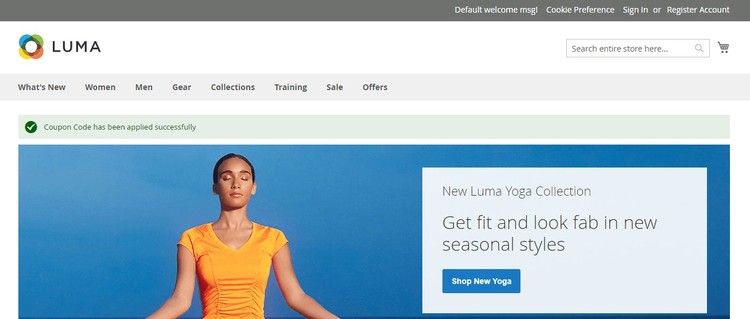 Default welcome msg! Cookie Preference Sign In or Register Account
LUMA
Search entire store here...
What's New Women Men Gear Collections Training Sale Offers
Coupon Code has been applied successfully
New Luma Yoga Collection
Get fit and look fab in new
seasonal styles
Shop New Yoga